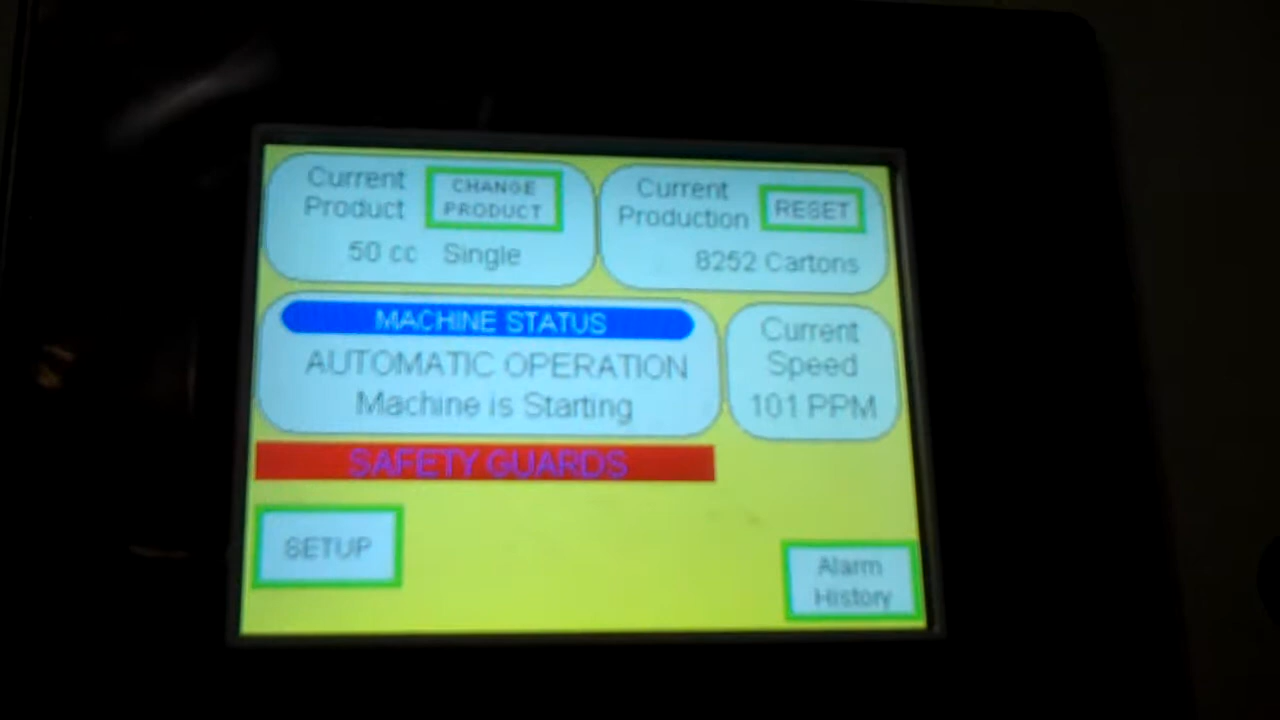 Current
Product
CHANGE
PRODUCT
50 cc Single
Current
Production
RESET
8252 Cartons
MACHINE STATUS
AUTOMATIC OPERATION
Machine is Starting
Current
Speed
101 PPM
SAFETY GUARDS
SETUP
Alarm
History